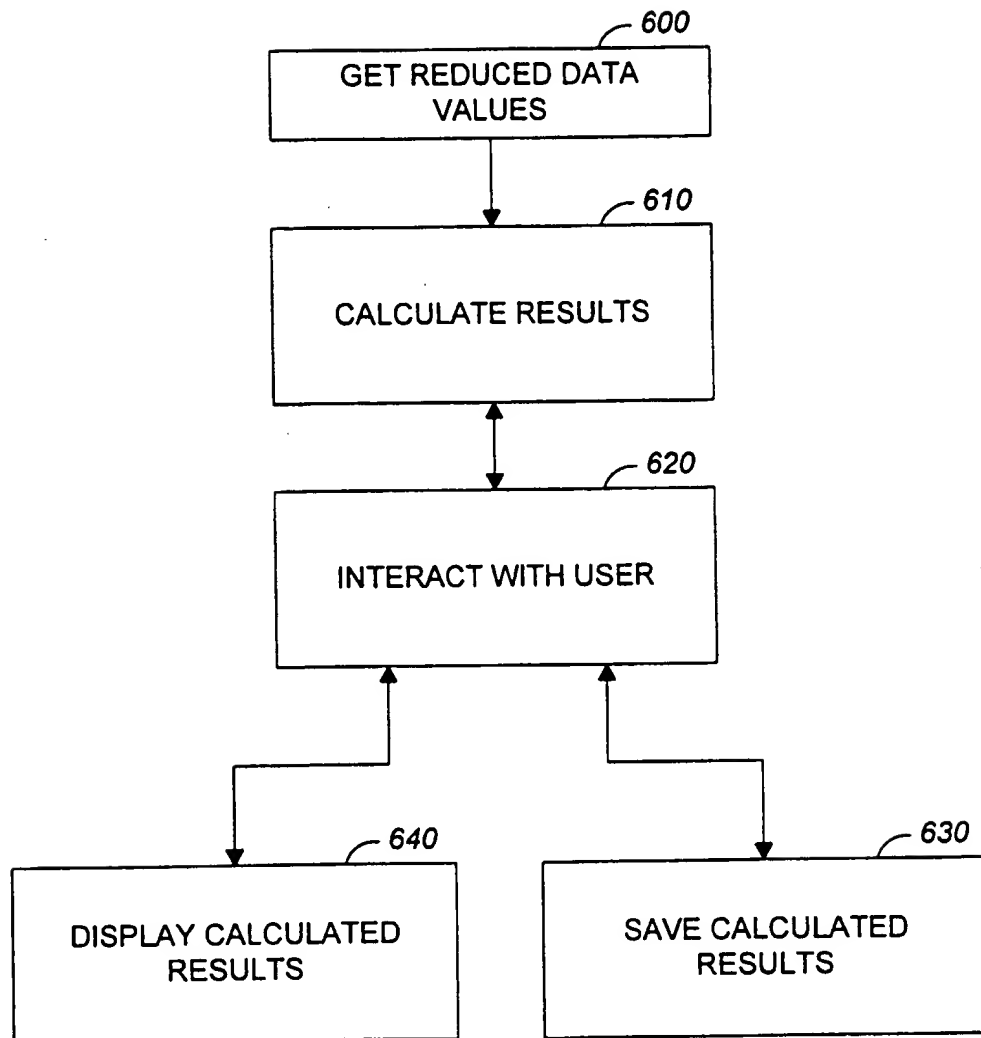 600
GET REDUCED DATA
VALUES
610
CALCULATE RESULTS
620
INTERACT WITH USER
640
DISPLAY CALCULATED
RESULTS
630
SAVE CALCULATED
RESULTS